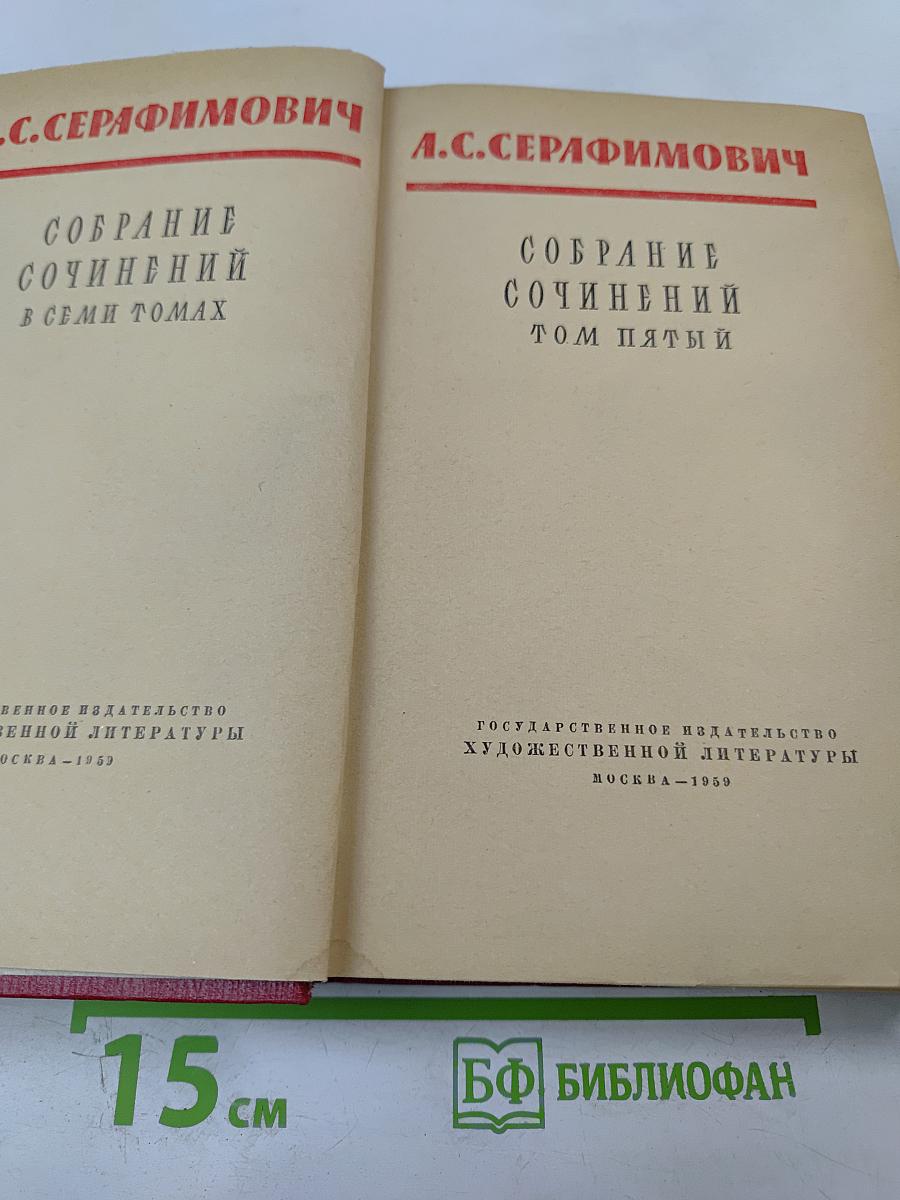 .С.СЕРАФИМОВИЧ
СОБРАНИЕ
СОЧИНЕНИЙ
В СЕМИ ТОМАХ
ВЕННОЕ ИЗДАТЕЛЬСТВО
ВЕННОЙ ЛИТЕРАТУРЫ
ОСКВА—1959
А.С.СЕРАФИМОВИЧ
СОБРАНИЕ
СОЧИНЕНИЙ
ТОМ ПЯТЫЙ
ГОСУДАРСТВЕННОЕ ИЗДАТЕЛЬСТВО
ХУДОЖЕСТВЕННОЙ ЛИТЕРАТУРЫ
МОСКВА—1959
15 см
БФ БИБЛИОФАН